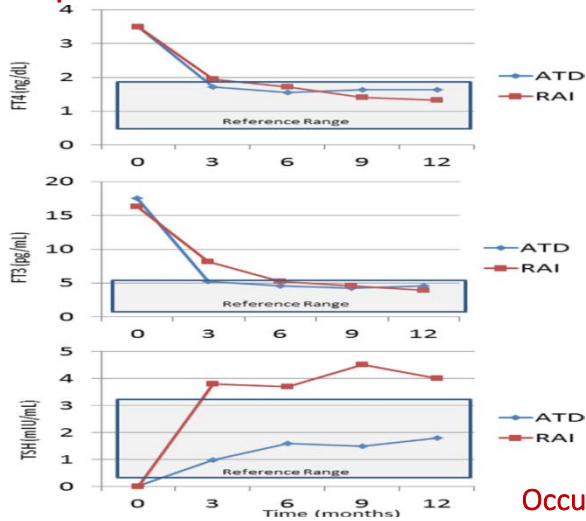 4
3
2
1
0
FT4(ng/dL)
Reference Range
0 3 6 9 12
ATD
RAI
20
15
10
5
0
FT3(pg/mL)
Reference Range
0 3 6 9 12
ATD
RAI
5
4
3
2
1
0
TSH(mIU/mL)
Reference Range
0 3 6 9 12
Time (months)
ATD
RAI
Occu